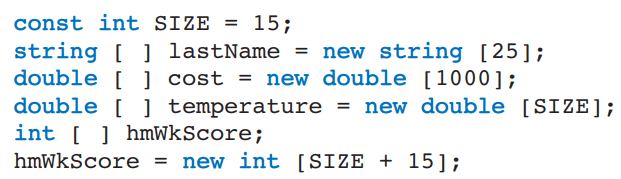 const int SIZE = 15;
string [ ] lastName = new string [25];
double [ ] cost = new double [1000];
double [ ] temperature = new double [SIZE];
int [ ] hmWkScore;
hmWkScore = new int [SIZE + 15];